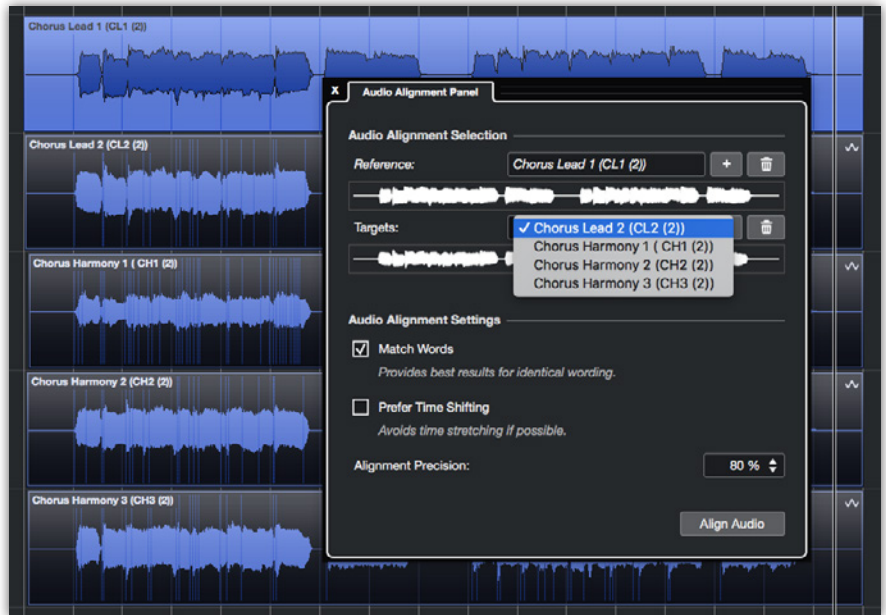 Chorus Lead 1 (CL1 (2))
X
Audio Alignment Panel
Audio Alignment Selection
Reference:
Chorus Lead 1 (CL1 (2))
+
Targets:
✓ Chorus Lead 2 (CL2 (2))
Chorus Harmony 1 ( CH1 (2))
Chorus Harmony 2 (CH2 (2))
Chorus Harmony 3 (CH3 (2))
Audio Alignment Settings
Match Words
Provides best results for identical wording.
Prefer Time Shifting
Avoids time stretching if possible.
Alignment Precision:
80 %
Align Audio
Chorus Lead 2 (CL2 (2))
Chorus Harmony 1 ( CH1 (2))
Chorus Harmony 2 (CH2 (2))
Chorus Harmony 3 (CH3 (2))